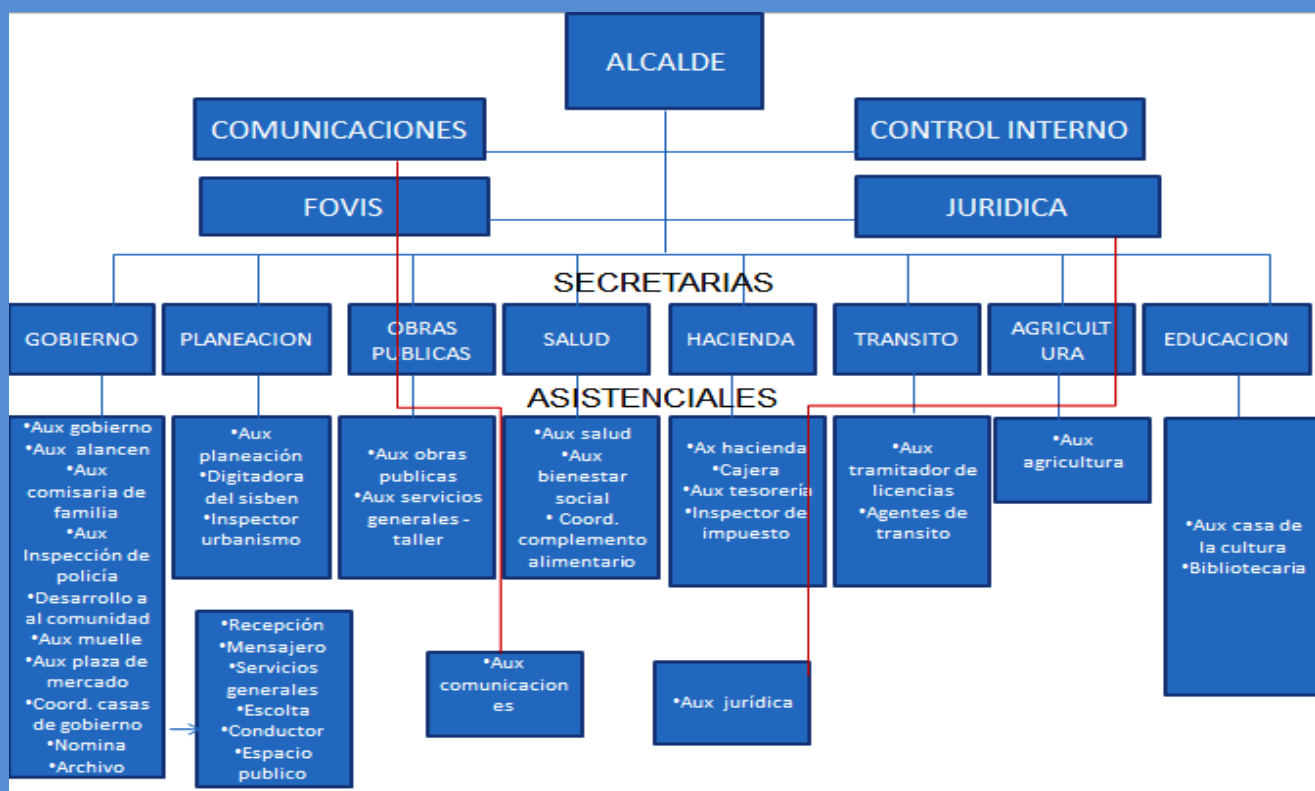 ALCALDE
COMUNICACIONES
CONTROL INTERNO
FOVIS
JURIDICA
SECRETARIAS
GOBIERNO
PLANEACION
OBRAS
PUBLICAS
SALUD
HACIENDA
TRANSITO
AGRICULT
URA
EDUCACION
ASISTENCIALES
•Aux gobierno
•Aux alancen
•Aux
comisaria de
familia
•Aux
Inspección de
policía
•Desarrollo a
al comunidad
•Aux muelle
•Aux plaza de
mercado
•Coord. casas
de gobierno
•Nomina
•Archivo
•Recepción
•Mensajero
•Servicios
generales
•Escolta
•Conductor
•Espacio
publico
•Aux
planeación
•Digitadora
del sisben
•Inspector
urbanismo
•Aux obras
publicas
•Aux servicios
generales -
taller
•Aux salud
•Aux
bienestar
social
• Coord.
complemento
alimentario
•Ax hacienda
•Cajera
•Aux tesorería
•Inspector de
impuesto
•Aux
tramitador de
licencias
•Agentes de
transito
•Aux
agricultura
•Aux casa de
la cultura
•Bibliotecaria
•Aux
comunicacion
es
•Aux jurídica